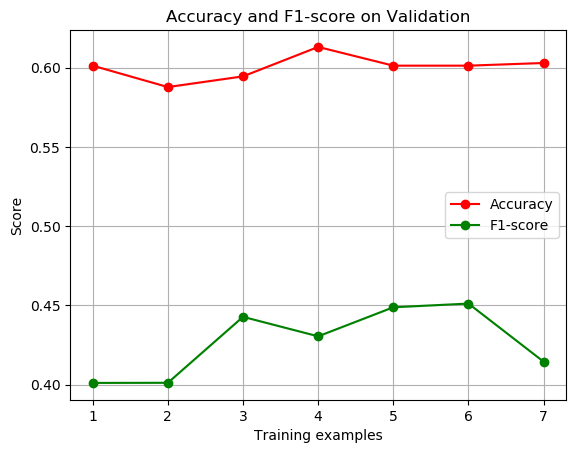 Accuracy and F1-score on Validation
Score
0.60
0.55
0.50
0.45
0.40
Accuracy
F1-score
1 2 3 4 5 6 7
Training examples